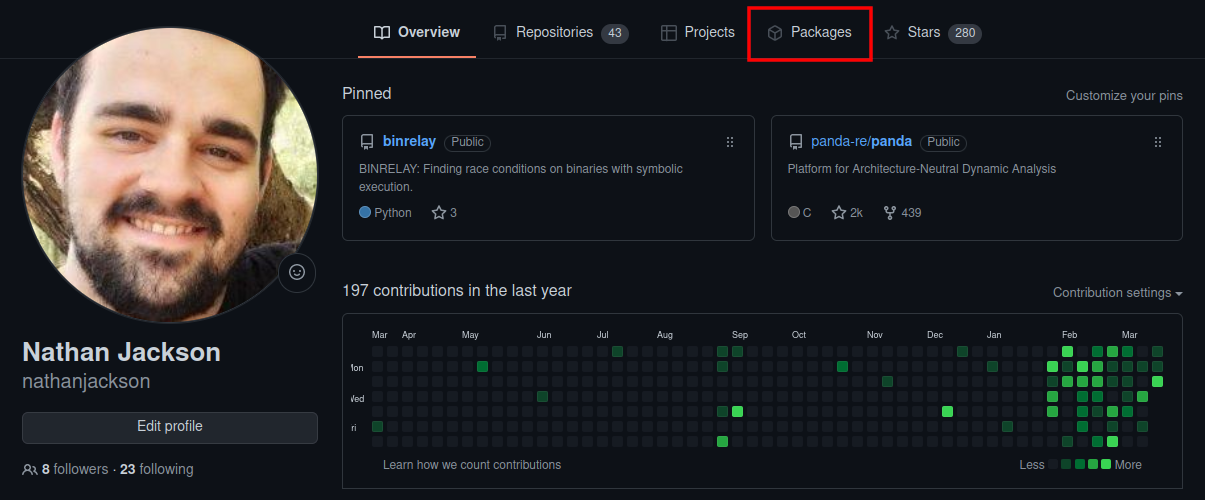 Overview Repositories 43 Projects Packages Stars 280
Pinned Customize your pins
binrelay Public
BINRELAY: Finding race conditions on binaries with symbolic
execution.
Python 3
panda-re/panda Public
Platform for Architecture-Neutral Dynamic Analysis
C 2k 439
197 contributions in the last year Contribution settings
Mar Apr May Jun Jul Aug Sep Oct Nov Dec Jan Feb Mar
Mon
Wed
ri
Learn how we count contributions Less More
Nathan Jackson
nathanjackson
Edit profile
8 followers · 23 following